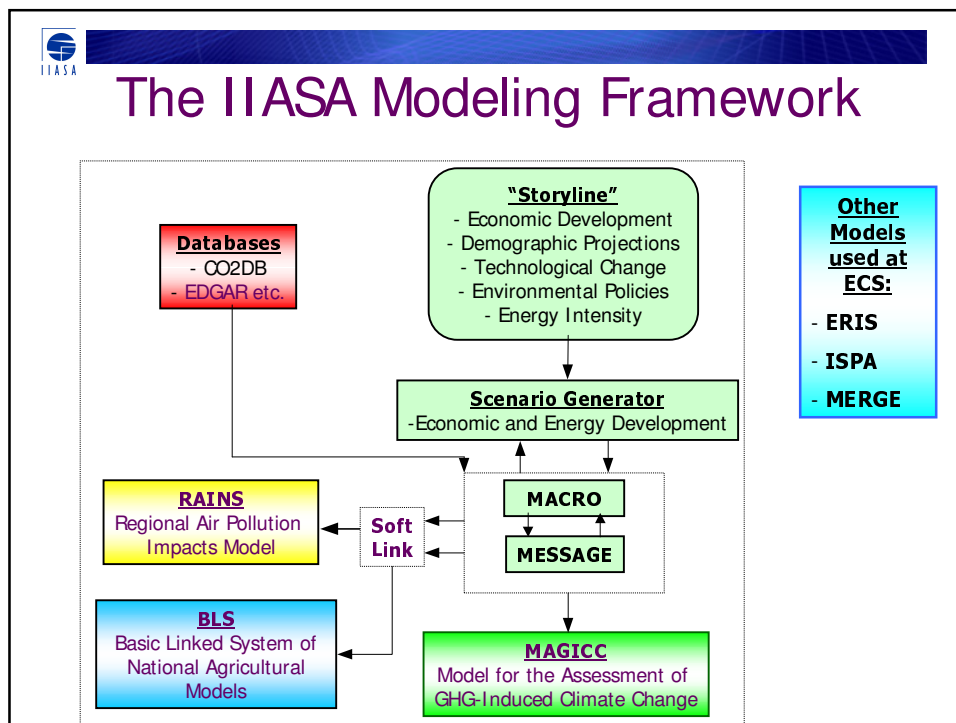 IIASA
The IIASA Modeling Framework
"Storyline"
- Economic Development
- Demographic Projections
- Technological Change
- Environmental Policies
- Energy Intensity
Databases
- CO2DB
- EDGAR etc.
Other
Models
used at
ECS:
- ERIS
- ISPA
- MERGE
Scenario Generator
-Economic and Energy Development
MACRO
MESSAGE
RAINS
Regional Air Pollution
Impacts Model
Soft
Link
BLS
Basic Linked System of
National Agricultural
Models
MAGICC
Model for the Assessment of
GHG-Induced Climate Change